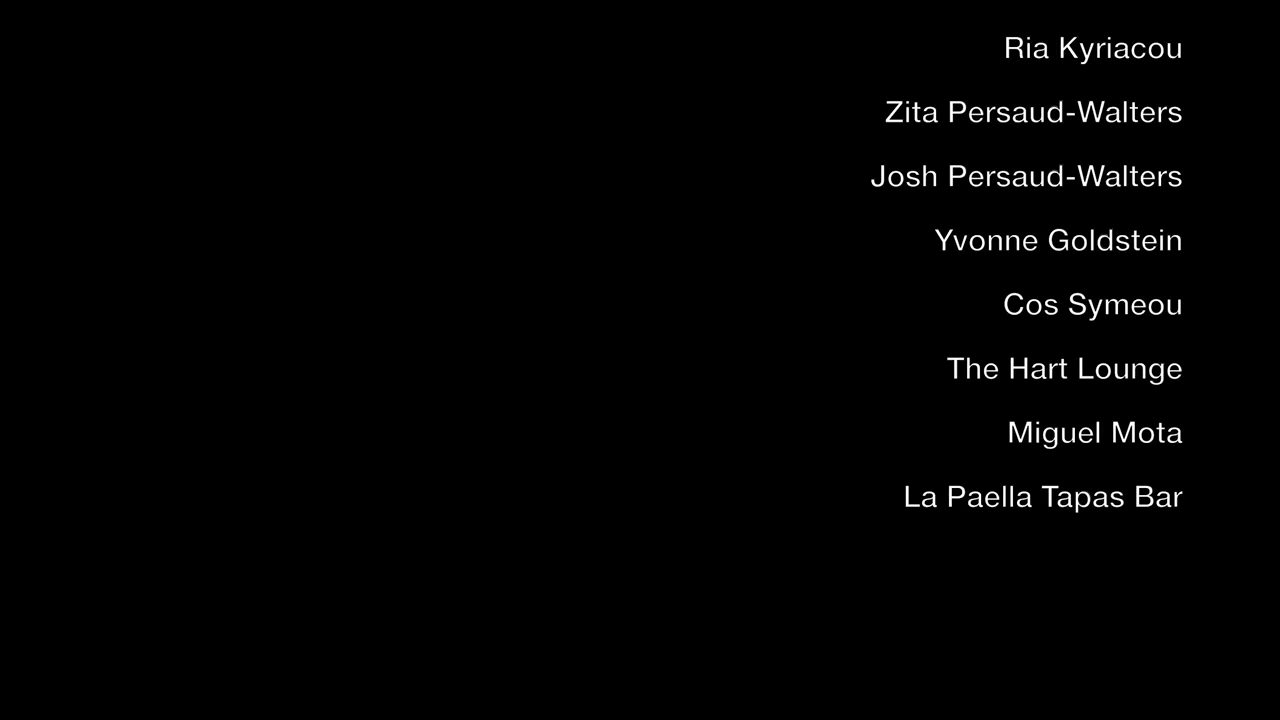 Ria Kyriacou
Zita Persaud-Walters
Josh Persaud-Walters
Yvonne Goldstein
Cos Symeou
The Hart Lounge
Miguel Mota
La Paella Tapas Bar